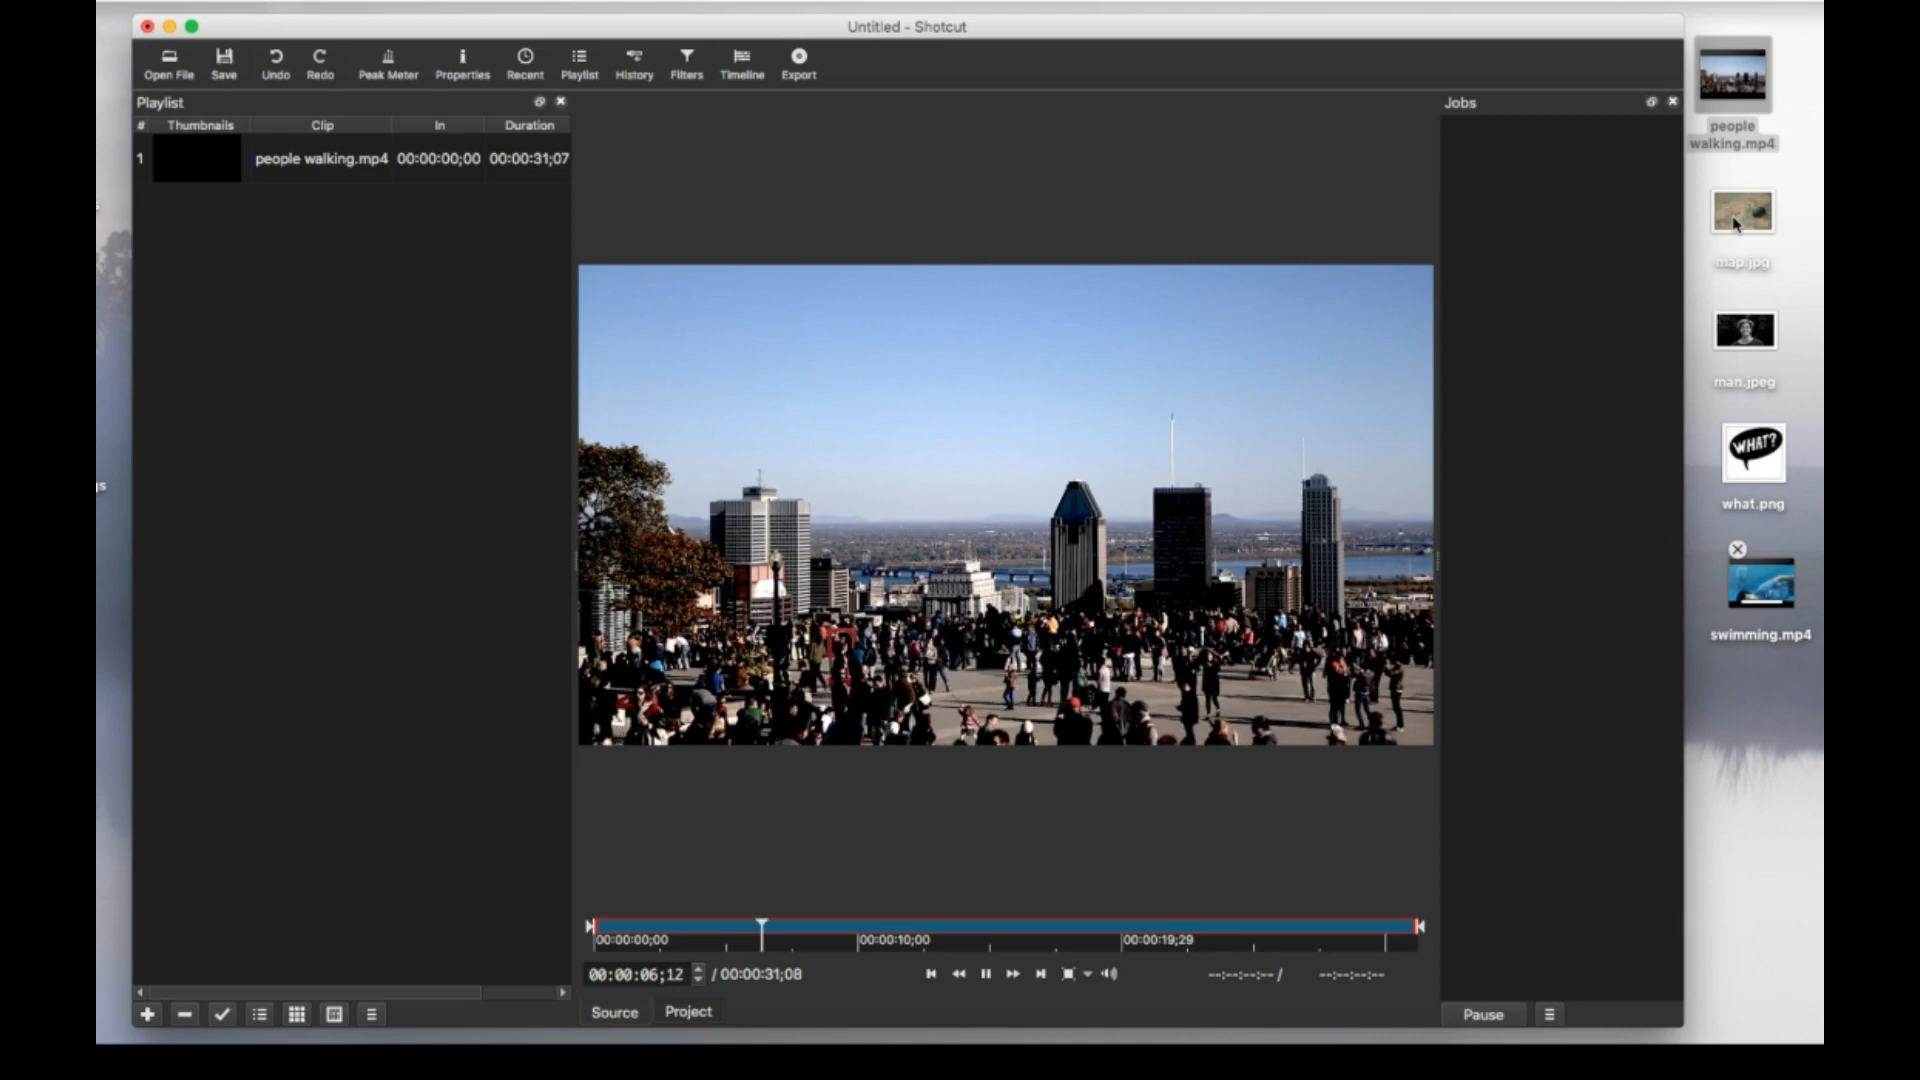 Untitled - Shotcut
Open File Save Undo Redo Peak Meter Properties Recent Playlist History Filters Timeline Export
Playlist
# Thumbnails Clip In Duration
1 people walking.mp4 00:00:00;00 00:00:31;07
Jobs
people
walking.mp4
map.jpg
man.jpeg
WHAT?
what.png
swimming.mp4
00:00:00;00 00:00:10;00 00:00:19;29
00:00:06;12 / 00:00:31;08 --:--:--:-- / --:--:--:--
Source Project
Pause